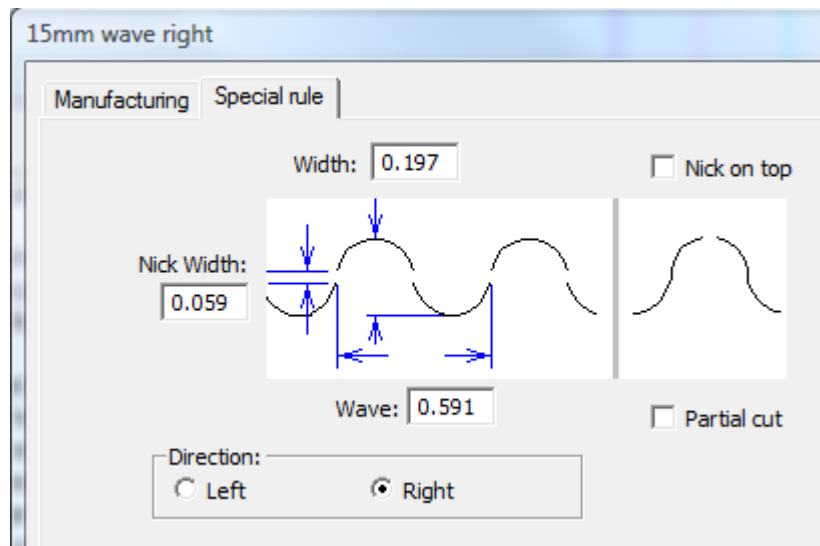 15mm wave right
Manufacturing Special rule
Width: 0.197
Nick on top
Nick Width:
0.059
Wave: 0.591
Partial cut
Direction:
Left Right